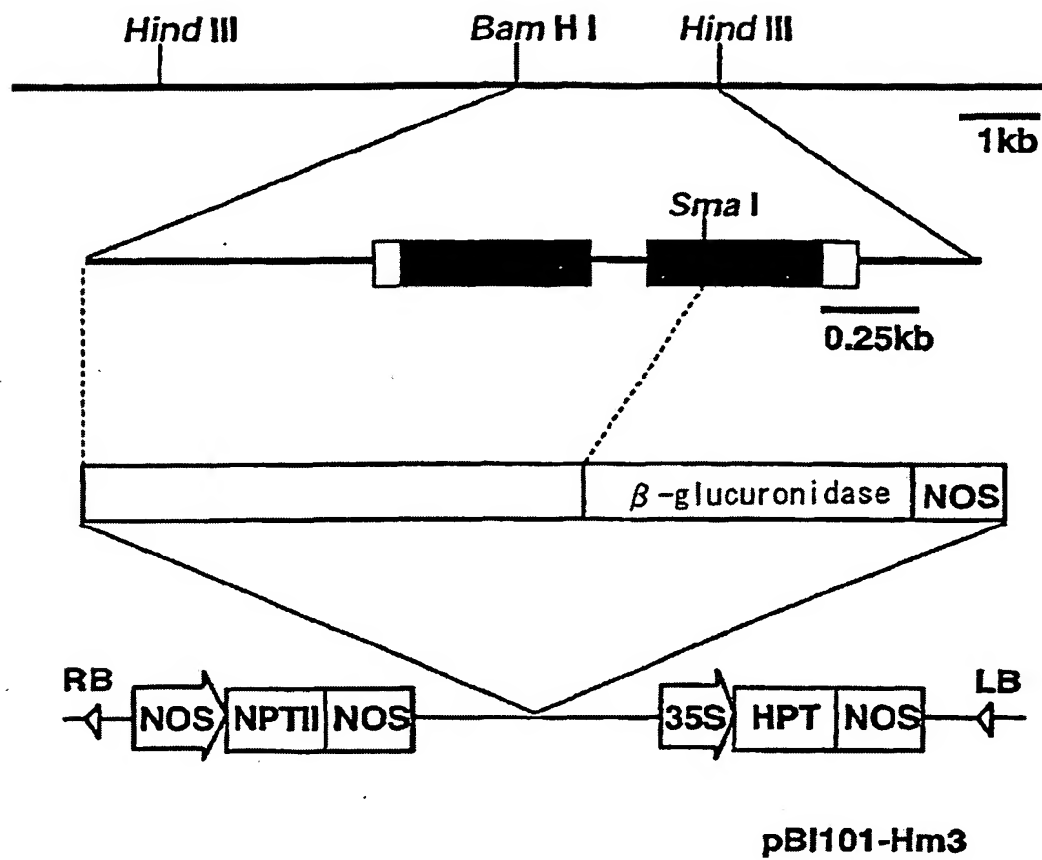 Hind III Bam H I Hind III
1kb
Sma I
0.25kb
β-glucuronidase NOS
RB LB
NOS NPTII NOS 35S HPT NOS
pBI101-Hm3